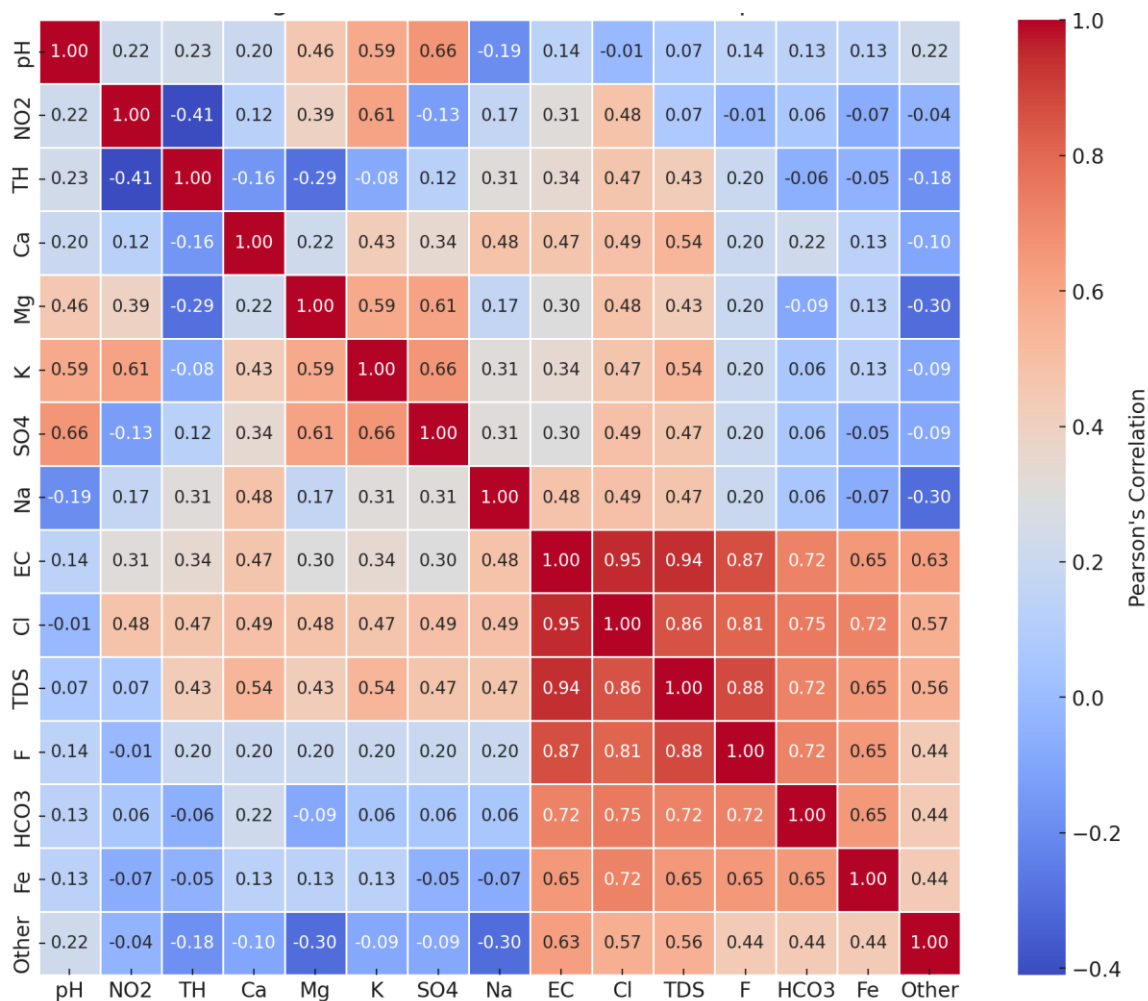 1.0
pH 1.00 0.22 0.23 0.20 0.46 0.59 0.66 -0.19 0.14 -0.01 0.07 0.14 0.13 0.13 0.22
NO2 0.22 1.00 -0.41 0.12 0.39 0.61 -0.13 0.17 0.31 0.48 0.07 -0.01 0.06 -0.07 -0.04
0.8
TH 0.23 -0.41 1.00 -0.16 -0.29 -0.08 0.12 0.31 0.34 0.47 0.43 0.20 -0.06 -0.05 -0.18
Ca 0.20 0.12 -0.16 1.00 0.22 0.43 0.34 0.48 0.47 0.49 0.54 0.20 0.22 0.13 -0.10
0.6
Mg 0.46 0.39 -0.29 0.22 1.00 0.59 0.61 0.17 0.30 0.48 0.43 0.20 -0.09 0.13 -0.30
K 0.59 0.61 -0.08 0.43 0.59 1.00 0.66 0.31 0.34 0.47 0.54 0.20 0.06 0.13 -0.09
0.4
SO4 0.66 -0.13 0.12 0.34 0.61 0.66 1.00 0.31 0.30 0.49 0.47 0.20 0.06 -0.05 -0.09
Na -0.19 0.17 0.31 0.48 0.17 0.31 0.31 1.00 0.48 0.49 0.47 0.20 0.06 -0.07 -0.30
Pearson's Correlation
EC 0.14 0.31 0.34 0.47 0.30 0.34 0.30 0.48 1.00 0.95 0.94 0.87 0.72 0.65 0.63
0.2
Cl -0.01 0.48 0.47 0.49 0.48 0.47 0.49 0.49 0.95 1.00 0.86 0.81 0.75 0.72 0.57
TDS 0.07 0.07 0.43 0.54 0.43 0.54 0.47 0.47 0.94 0.86 1.00 0.88 0.72 0.65 0.56
0.0
F 0.14 -0.01 0.20 0.20 0.20 0.20 0.20 0.20 0.87 0.81 0.88 1.00 0.72 0.65 0.44
HCO3 0.13 0.06 -0.06 0.22 -0.09 0.06 0.06 0.06 0.72 0.75 0.72 0.72 1.00 0.65 0.44
−0.2
Fe 0.13 -0.07 -0.05 0.13 0.13 0.13 -0.05 -0.07 0.65 0.72 0.65 0.65 0.65 1.00 0.44
Other 0.22 -0.04 -0.18 -0.10 -0.30 -0.09 -0.09 -0.30 0.63 0.57 0.56 0.44 0.44 0.44 1.00
−0.4
pH NO2 TH Ca Mg K SO4 Na EC Cl TDS F HCO3 Fe Other